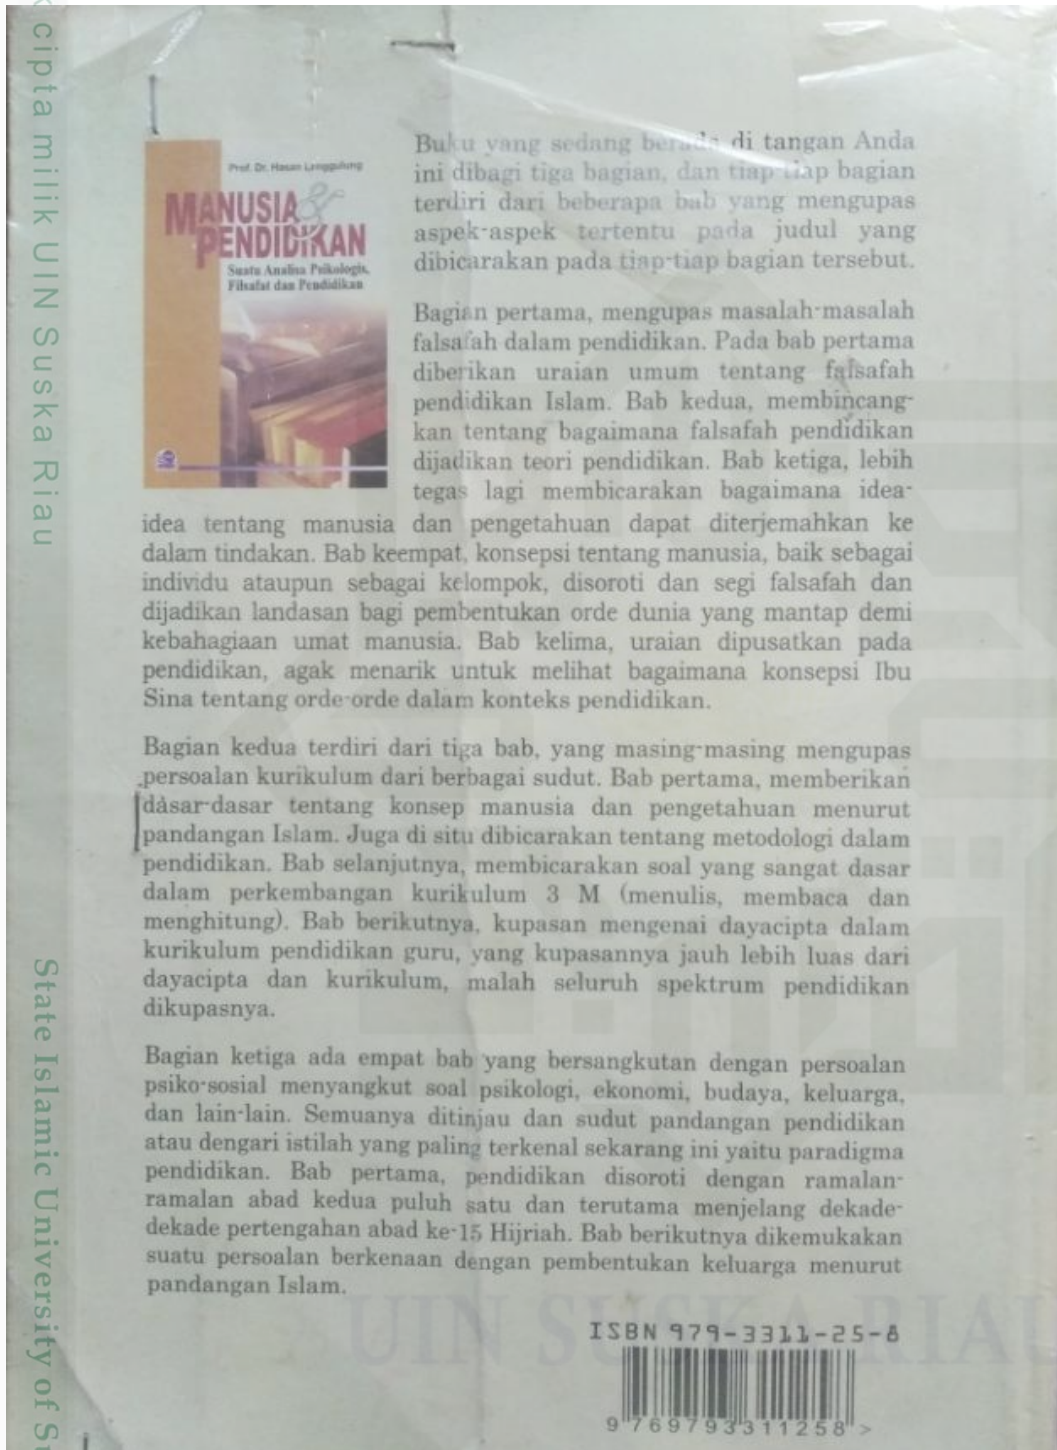 cipta milik UIN Suska Riau
State Islamic University of
Prof. Dr. Hasan Langgulung
MANUSIA &
PENDIDIKAN
Suatu Analisa Psikologis,
Filsafat dan Pendidikan
Buku yang sedang berada di tangan Anda
ini dibagi tiga bagian, dan tiap tiap bagian
terdiri dari beberapa bab yang mengupas
aspek-aspek tertentu pada judul yang
dibicarakan pada tiap-tiap bagian tersebut.
Bagian pertama, mengupas masalah-masalah
falsafah dalam pendidikan. Pada bab pertama
diberikan uraian umum tentang falsafah
pendidikan Islam. Bab kedua, membincang-
kan tentang bagaimana falsafah pendidikan
dijadikan teori pendidikan. Bab ketiga, lebih
tegas lagi membicarakan bagaimana idea-
idea tentang manusia dan pengetahuan dapat diterjemahkan ke
dalam tindakan. Bab keempat, konsepsi tentang manusia, baik sebagai
individu ataupun sebagai kelompok, disoroti dan segi falsafah dan
dijadikan landasan bagi pembentukan orde dunia yang mantap demi
kebahagiaan umat manusia. Bab kelima, uraian dipusatkan pada
pendidikan, agak menarik untuk melihat bagaimana konsepsi Ibu
Sina tentang orde-orde dalam konteks pendidikan.
Bagian kedua terdiri dari tiga bab, yang masing-masing mengupas
persoalan kurikulum dari berbagai sudut. Bab pertama, memberikan
dasar-dasar tentang konsep manusia dan pengetahuan menurut
pandangan Islam. Juga di situ dibicarakan tentang metodologi dalam
pendidikan. Bab selanjutnya, membicarakan soal yang sangat dasar
dalam perkembangan kurikulum 3 M (menulis, membaca dan
menghitung). Bab berikutnya, kupasan mengenai dayacipta dalam
kurikulum pendidikan guru, yang kupasannya jauh lebih luas dari
dayacipta dan kurikulum, malah seluruh spektrum pendidikan
dikupasnya.
Bagian ketiga ada empat bab yang bersangkutan dengan persoalan
psiko-sosial menyangkut soal psikologi, ekonomi, budaya, keluarga,
dan lain-lain. Semuanya ditinjau dan sudut pandangan pendidikan
atau dengari istilah yang paling terkenal sekarang ini yaitu paradigma
pendidikan. Bab pertama, pendidikan disoroti dengan ramalan-
ramalan abad kedua puluh satu dan terutama menjelang dekade-
dekade pertengahan abad ke-15 Hijriah. Bab berikutnya dikemukakan
suatu persoalan berkenaan dengan pembentukan keluarga menurut
pandangan Islam.
UIN SUSKA RIAU
ISBN 979-3311-25-8
9 769793 311258 >